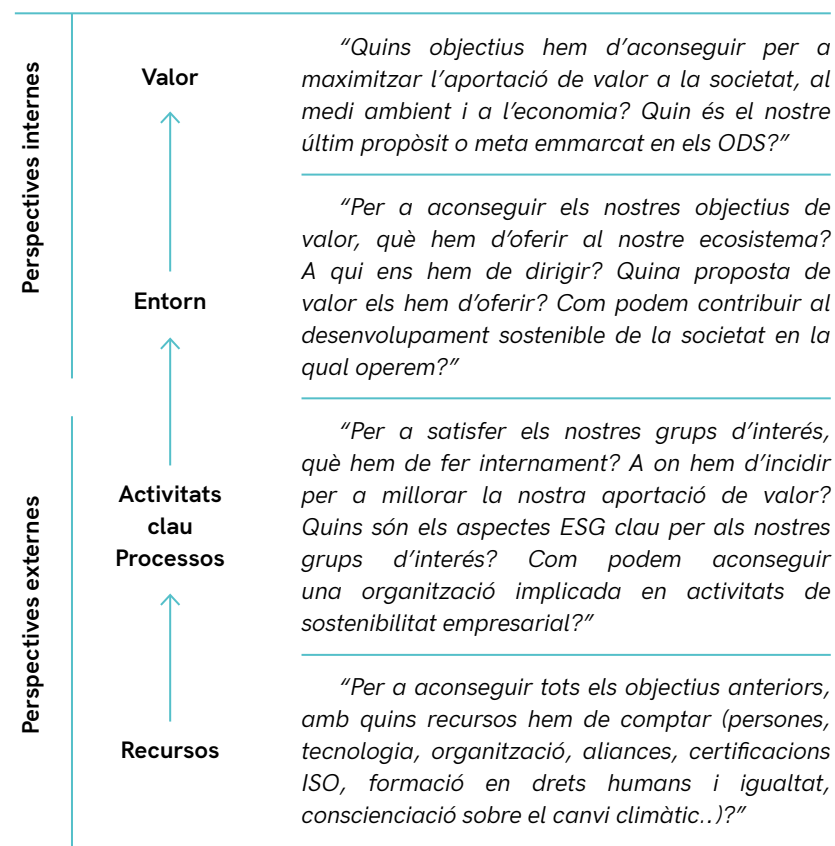 Perspectives internes
Valor
“Quins objectius hem d’aconseguir per a
maximitzar l’aportació de valor a la societat, al
medi ambient i a l’economia? Quin és el nostre
últim propòsit o meta emmarcat en els ODS?”
Entorn
“Per a aconseguir els nostres objectius de
valor, què hem d’oferir al nostre ecosistema?
A qui ens hem de dirigir? Quina proposta de
valor els hem d’oferir? Com podem contribuir al
desenvolupament sostenible de la societat en la
qual operem?”
Perspectives externes
Activitats
clau
Processos
“Per a satisfer els nostres grups d’interés,
què hem de fer internament? A on hem d’incidir
per a millorar la nostra aportació de valor?
Quins són els aspectes ESG clau per als nostres
grups d’interés? Com podem aconseguir
una organització implicada en activitats de
sostenibilitat empresarial?”
Recursos
“Per a aconseguir tots els objectius anteriors,
amb quins recursos hem de comptar (persones,
tecnologia, organització, aliances, certificacions
ISO, formació en drets humans i igualtat,
conscienciació sobre el canvi climàtic..)?”